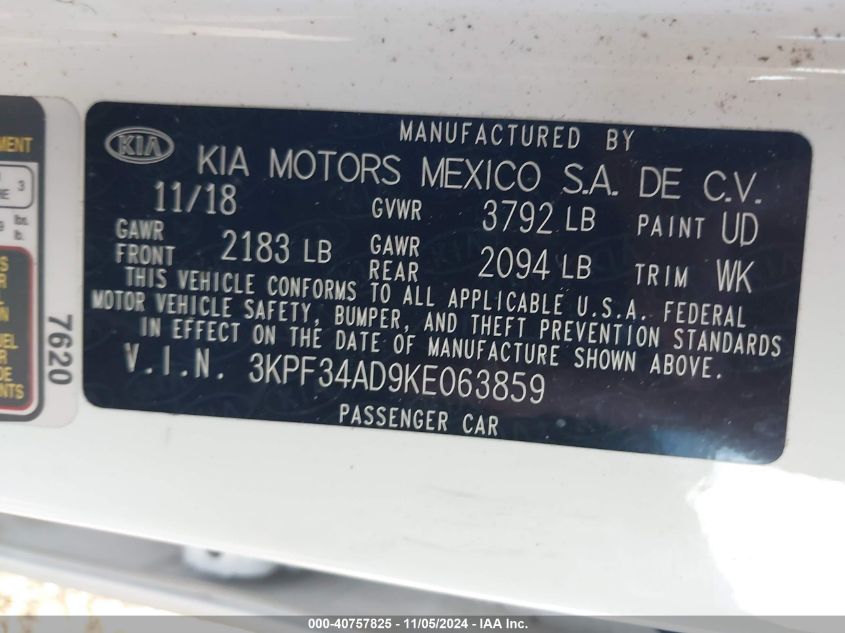 MANUFACTURED BY
KIA KIA MOTORS MEXICO S.A. DE C.V.
11/18 GVWR 3792 LB PAINT UD
GAWR FRONT 2183 LB GAWR REAR 2094 LB TRIM WK
THIS VEHICLE CONFORMS TO ALL APPLICABLE U.S.A. FEDERAL
MOTOR VEHICLE SAFETY, BUMPER, AND THEFT PREVENTION STANDARDS
IN EFFECT ON THE DATE OF MANUFACTURE SHOWN ABOVE.
V.I.N. 3KPF34AD9KE063859
PASSENGER CAR
7620
000-40757825 - 11/05/2024 - IAA Inc.